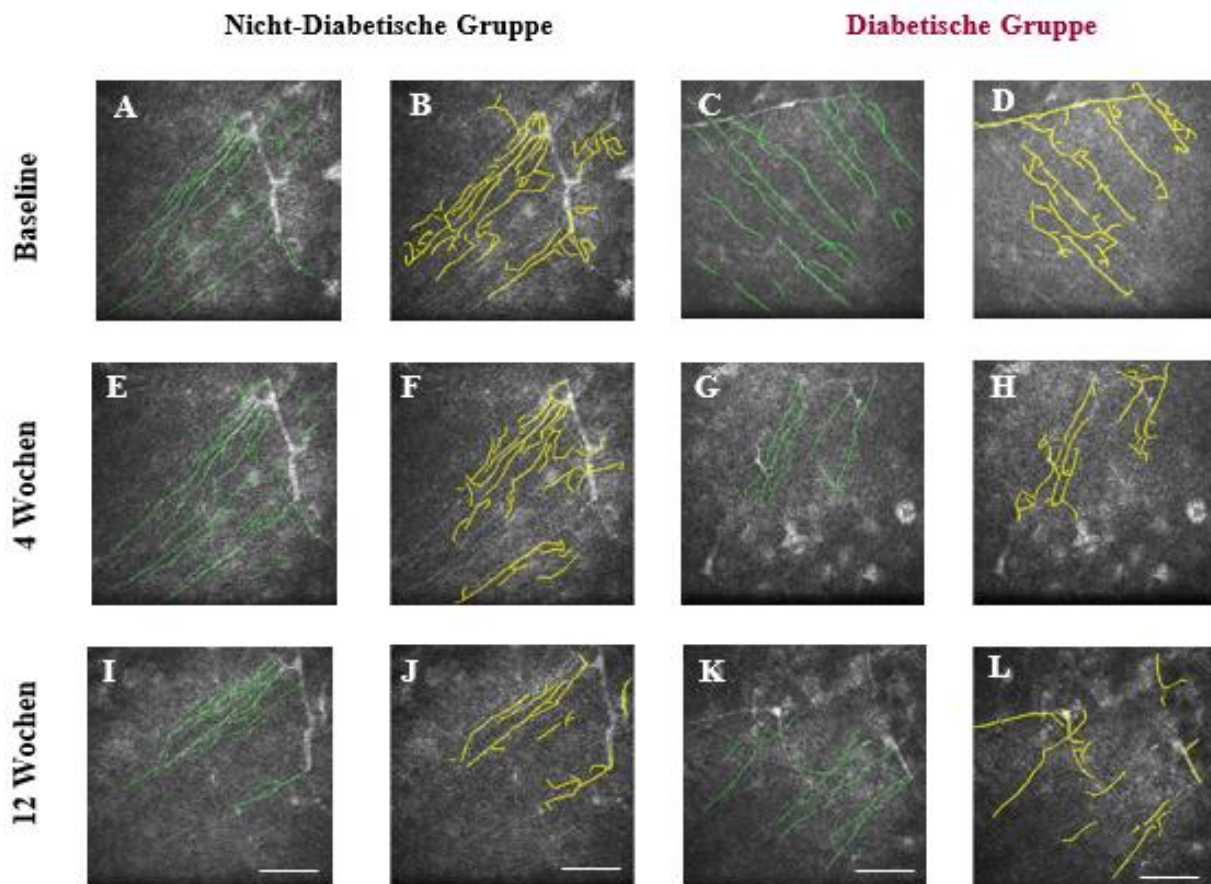 Nicht-Diabetische Gruppe
Diabetische Gruppe
Baseline
A
B
C
D
4 Wochen
E
F
G
H
12 Wochen
I
J
K
L